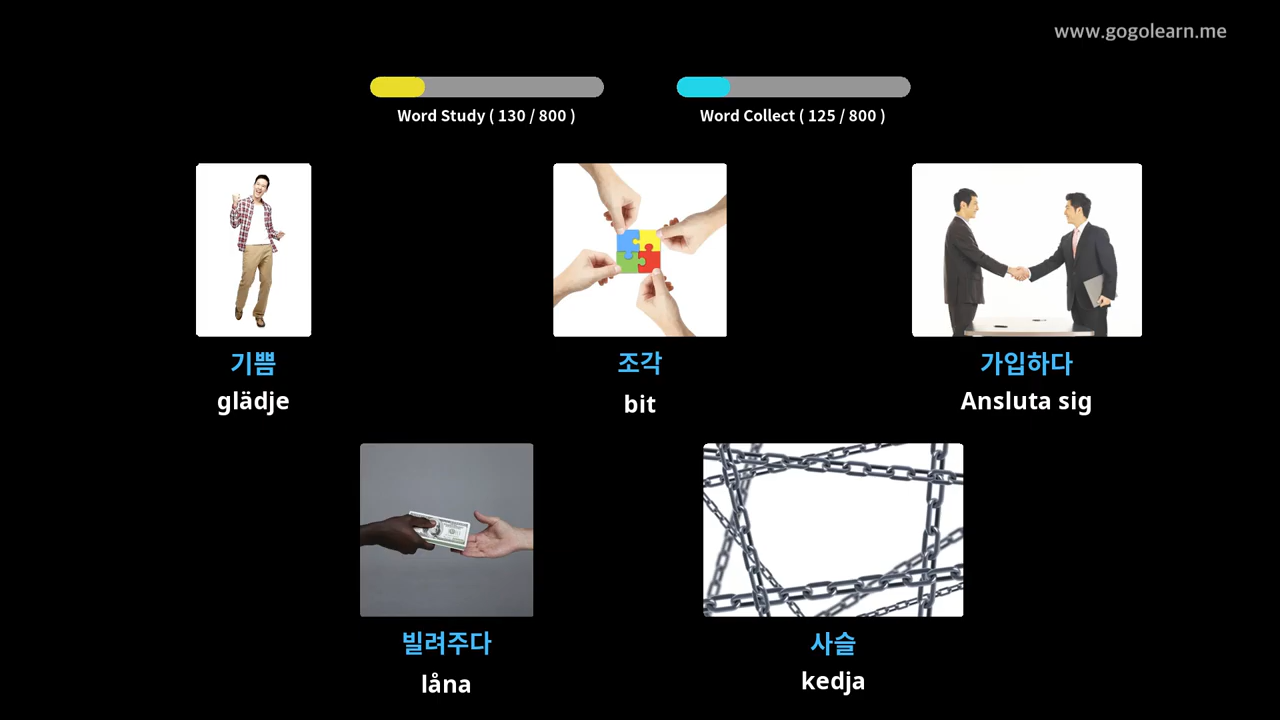 www.gogolearn.me
Word Study ( 130 / 800 )
Word Collect ( 125 / 800 )
기쁨
glädje
조각
bit
가입하다
Ansluta sig
빌려주다
låna
사슬
kedja